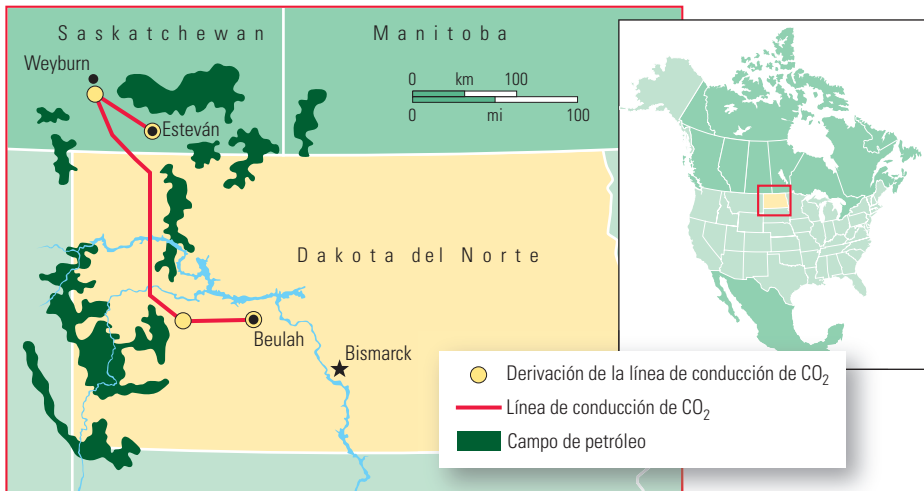 Saskatchewan
Manitoba
Weyburn
0 km 100
0 mi 100
Esteván
Dakota del Norte
Beulah
Bismarck
Derivación de la línea de conducción de CO₂
Línea de conducción de CO₂
Campo de petróleo